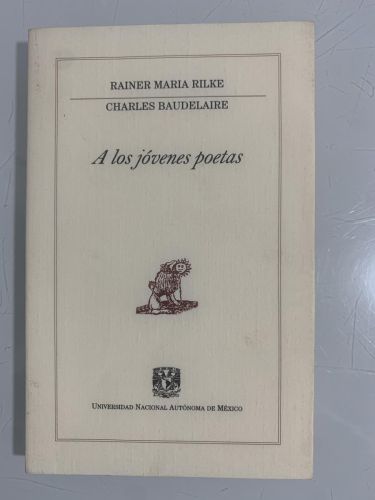 RAINER MARIA RILKE
CHARLES BAUDELAIRE
A los jóvenes poetas
UNIVERSIDAD NACIONAL AUTÓNOMA DE MÉXICO